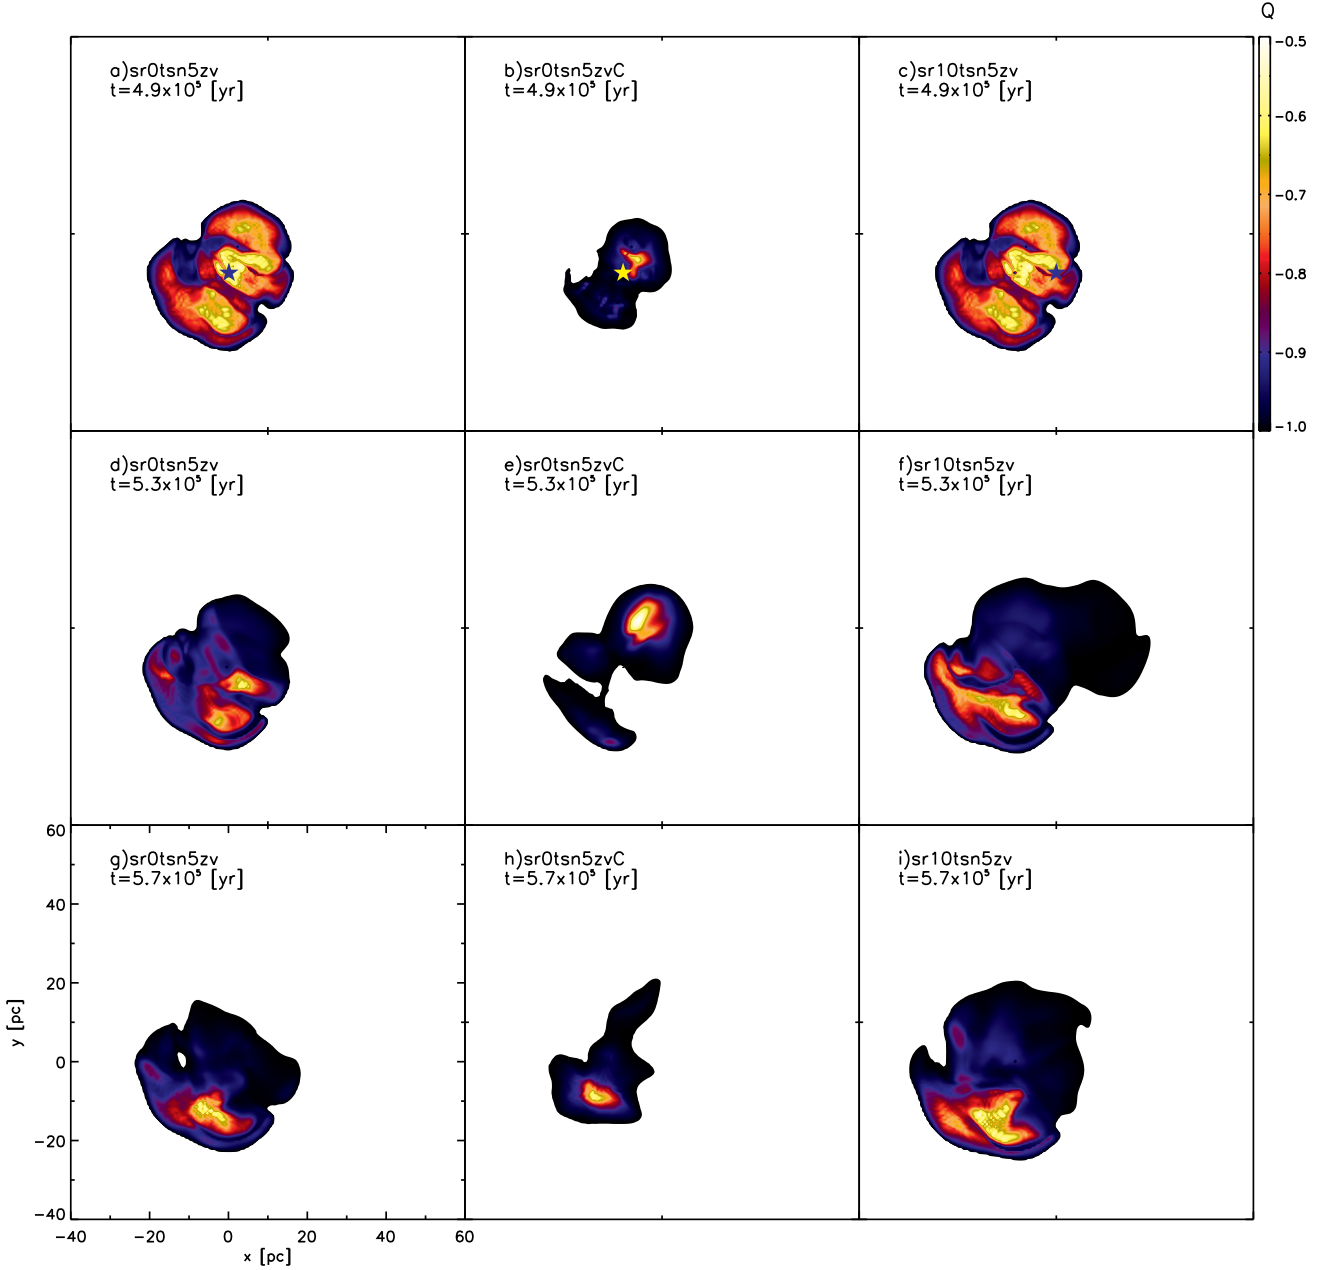 Q
a)sr0tsn5zv
t=4.9x10⁵ [yr]
b)sr0tsn5zvC
t=4.9x10⁵ [yr]
c)sr10tsn5zv
t=4.9x10⁵ [yr]
-0.5
-0.6
-0.7
-0.8
-0.9
-1.0
d)sr0tsn5zv
t=5.3x10⁵ [yr]
e)sr0tsn5zvC
t=5.3x10⁵ [yr]
f)sr10tsn5zv
t=5.3x10⁵ [yr]
g)sr0tsn5zv
t=5.7x10⁵ [yr]
h)sr0tsn5zvC
t=5.7x10⁵ [yr]
i)sr10tsn5zv
t=5.7x10⁵ [yr]
60
40
20
0
-20
-40
y [pc]
-40 -20 0 20 40 60
x [pc]